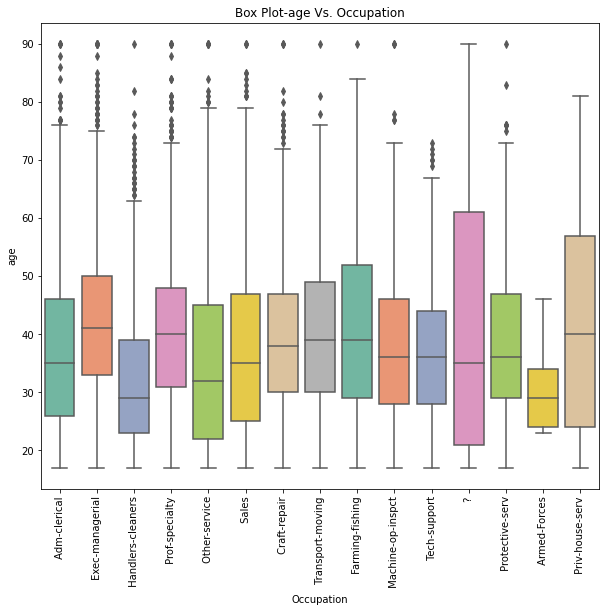 Box Plot-age Vs. Occupation
90
80
70
60
50
40
30
20
age
Adm-clerical
Exec-managerial
Handlers-cleaners
Prof-specialty
Other-service
Sales
Craft-repair
Transport-moving
Farming-fishing
Machine-op-inspct
Tech-support
?
Protective-serv
Armed-Forces
Priv-house-serv
Occupation